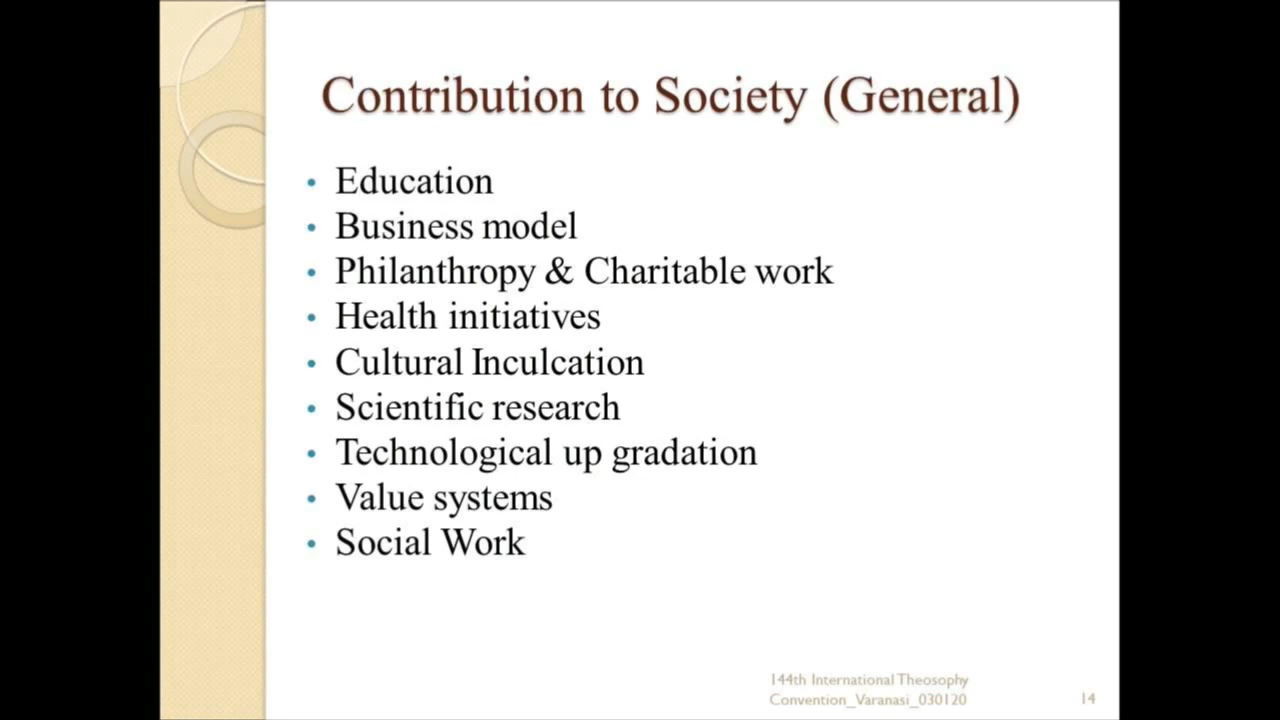 Contribution to Society (General)
• Education
• Business model
• Philanthropy & Charitable work
• Health initiatives
• Cultural Inculcation
• Scientific research
• Technological up gradation
• Value systems
• Social Work
144th International Theosophy
Convention_Varanasi_030120
14